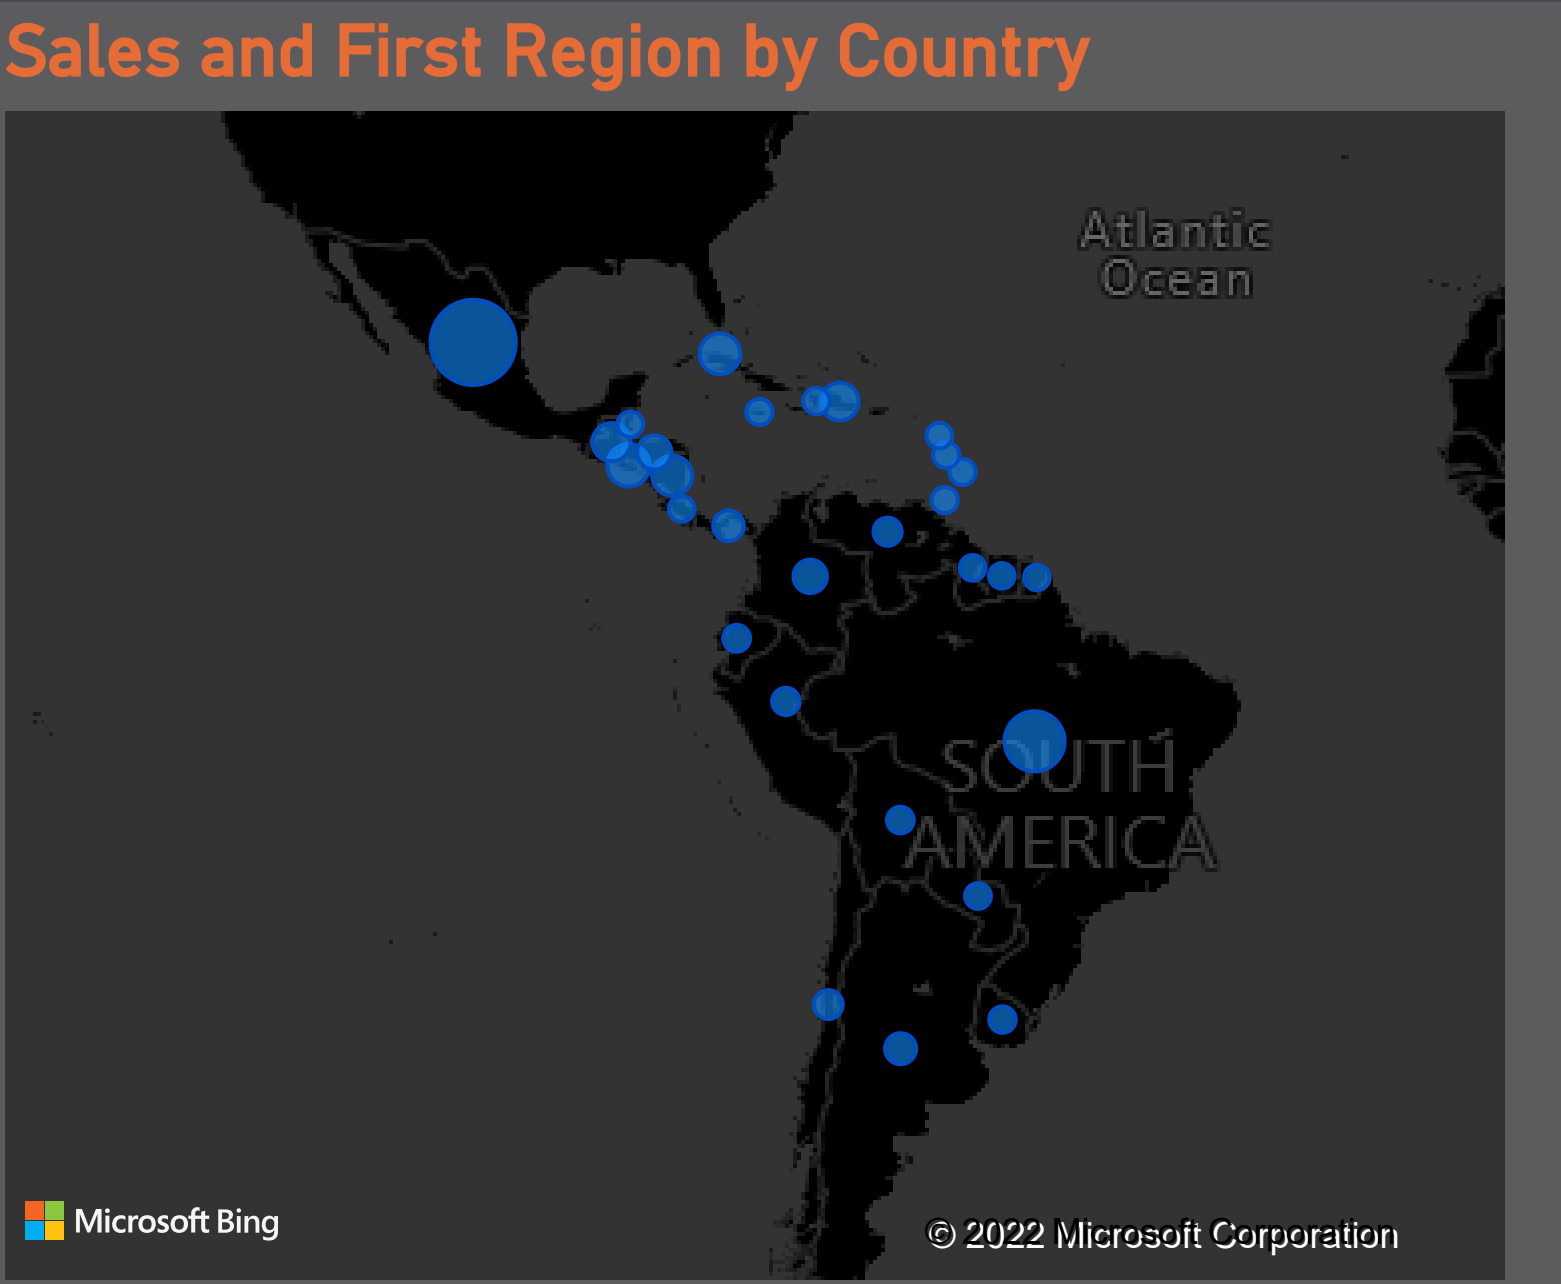 Sales and First Region by Country
Atlantic
Ocean
SOUTH
AMERICA
Microsoft Bing
© 2022 Microsoft Corporation